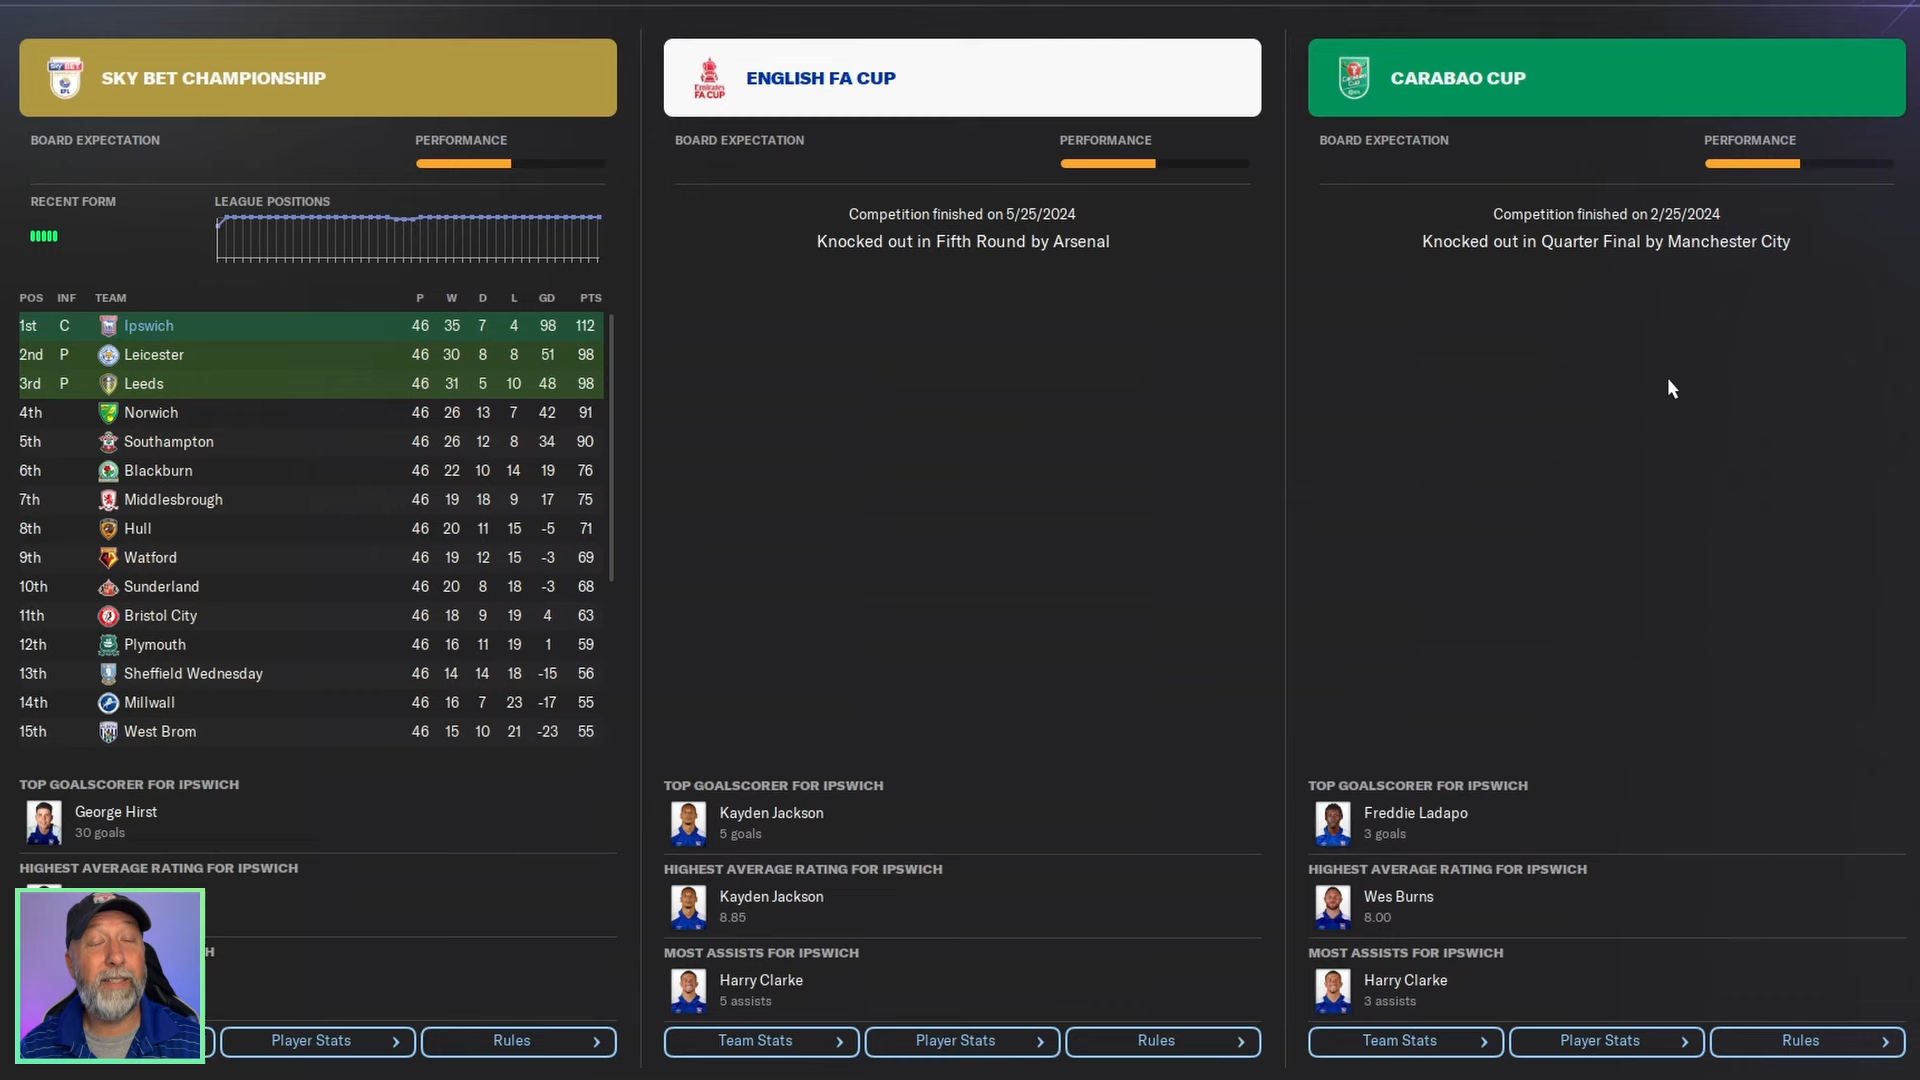 SKY BET CHAMPIONSHIP
BOARD EXPECTATION PERFORMANCE
RECENT FORM LEAGUE POSITIONS
POS INF TEAM P W D L GD PTS
1st C Ipswich 46 35 7 4 98 112
2nd P Leicester 46 30 8 8 51 98
3rd P Leeds 46 31 5 10 48 98
4th Norwich 46 26 13 7 42 91
5th Southampton 46 26 12 8 34 90
6th Blackburn 46 22 10 14 19 76
7th Middlesbrough 46 19 18 9 17 75
8th Hull 46 20 11 15 -5 71
9th Watford 46 19 12 15 -3 69
10th Sunderland 46 20 8 18 -3 68
11th Bristol City 46 18 9 19 4 63
12th Plymouth 46 16 11 19 1 59
13th Sheffield Wednesday 46 14 14 18 -15 56
14th Millwall 46 16 7 23 -17 55
15th West Brom 46 15 10 21 -23 55
TOP GOALSCORER FOR IPSWICH
George Hirst
30 goals
HIGHEST AVERAGE RATING FOR IPSWICH
H
Player Stats
Rules
Emirates
FA CUP
ENGLISH FA CUP
BOARD EXPECTATION PERFORMANCE
Competition finished on 5/25/2024
Knocked out in Fifth Round by Arsenal
TOP GOALSCORER FOR IPSWICH
Kayden Jackson
5 goals
HIGHEST AVERAGE RATING FOR IPSWICH
Kayden Jackson
8.85
MOST ASSISTS FOR IPSWICH
Harry Clarke
5 assists
Team Stats
Player Stats
Rules
CARABAO CUP
BOARD EXPECTATION PERFORMANCE
Competition finished on 2/25/2024
Knocked out in Quarter Final by Manchester City
TOP GOALSCORER FOR IPSWICH
Freddie Ladapo
3 goals
HIGHEST AVERAGE RATING FOR IPSWICH
Wes Burns
8.00
MOST ASSISTS FOR IPSWICH
Harry Clarke
3 assists
Team Stats
Player Stats
Rules